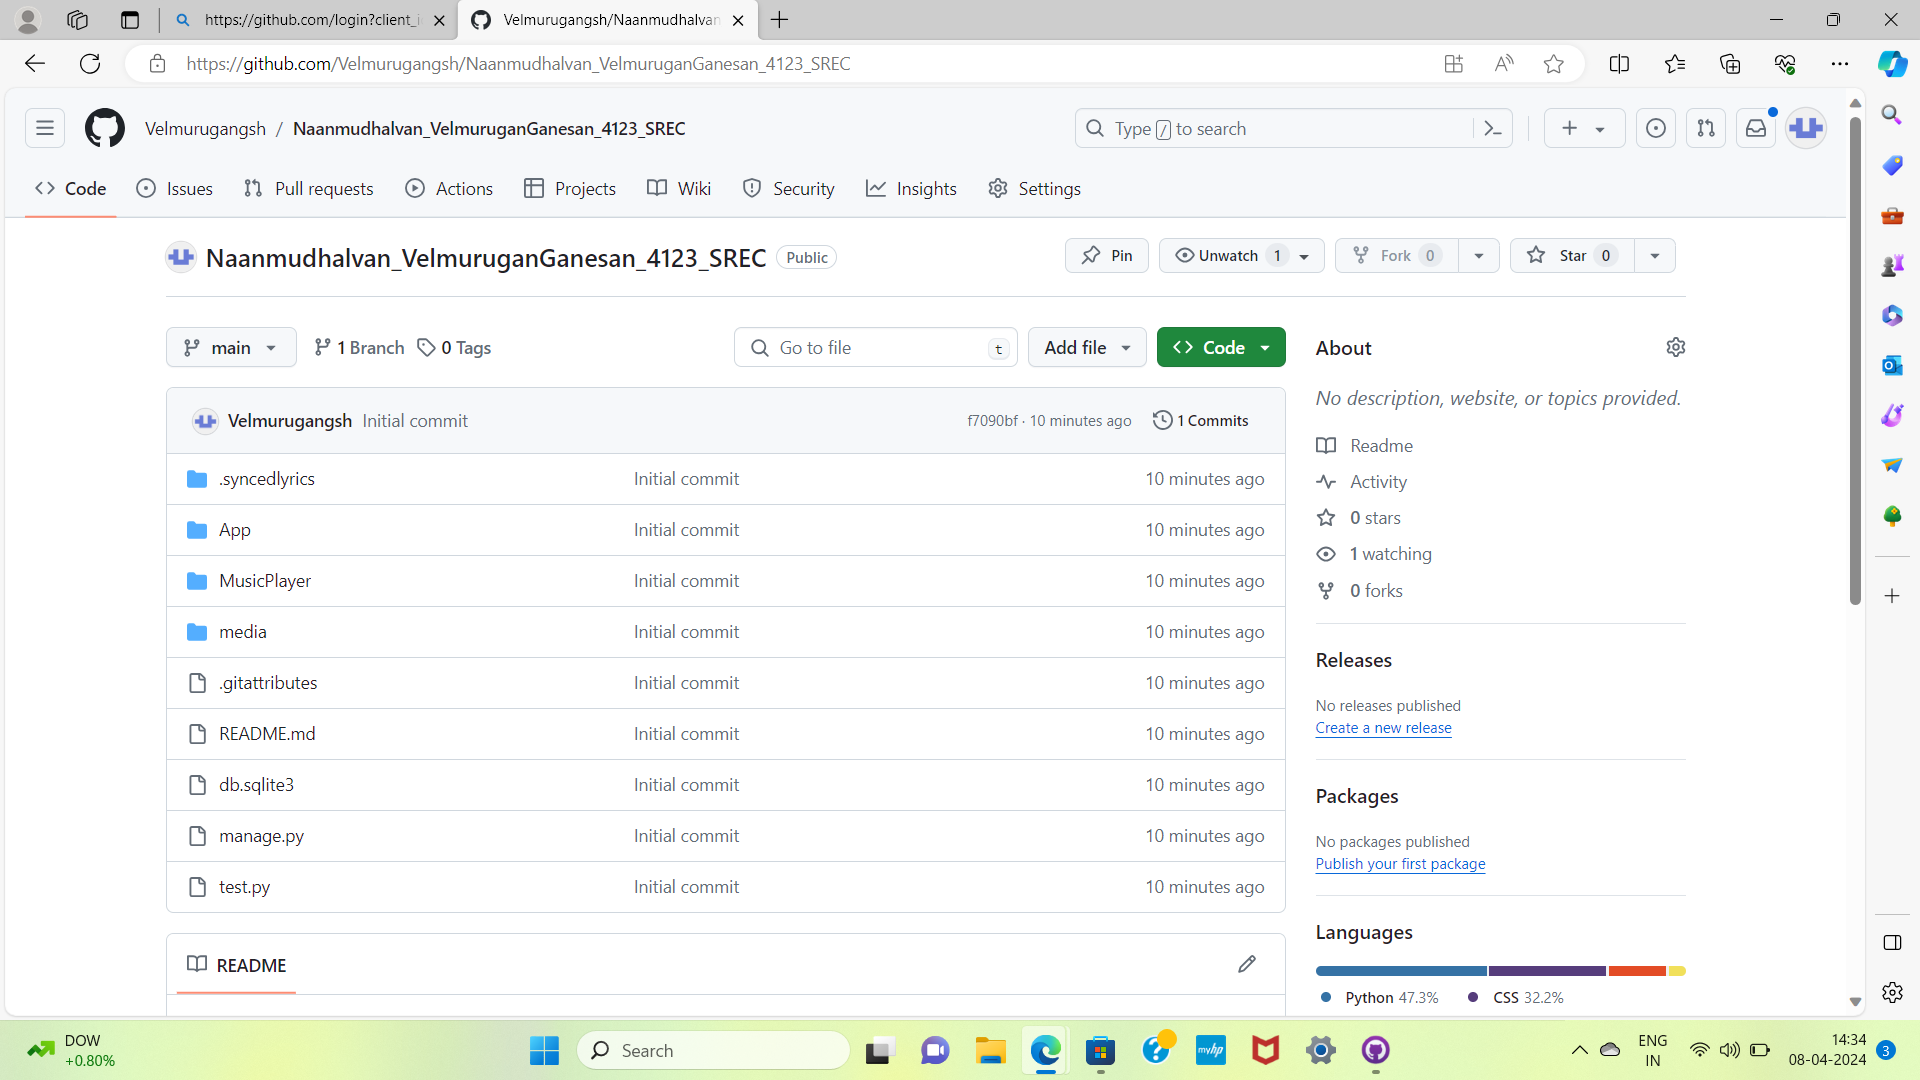 https://github.com/login?client_i
Velmurugangsh/Naanmudhalvan
https://github.com/Velmurugangsh/Naanmudhalvan_VelmuruganGanesan_4123_SREC
Velmurugangsh / Naanmudhalvan_VelmuruganGanesan_4123_SREC
Type / to search
Code Issues Pull requests Actions Projects Wiki Security Insights Settings
Naanmudhalvan_VelmuruganGanesan_4123_SREC Public
Pin Unwatch 1 Fork 0 Star 0
main 1 Branch 0 Tags Go to file t Add file Code
Velmurugangsh Initial commit f7090bf · 10 minutes ago 1 Commits
.syncedlyrics Initial commit 10 minutes ago
App Initial commit 10 minutes ago
MusicPlayer Initial commit 10 minutes ago
media Initial commit 10 minutes ago
.gitattributes Initial commit 10 minutes ago
README.md Initial commit 10 minutes ago
db.sqlite3 Initial commit 10 minutes ago
manage.py Initial commit 10 minutes ago
test.py Initial commit 10 minutes ago
README
About
No description, website, or topics provided.
Readme
Activity
0 stars
1 watching
0 forks
Releases
No releases published
Create a new release
Packages
No packages published
Publish your first package
Languages
Python 47.3% CSS 32.2%
DOW
+0.80%
Search
myhp
ENG
IN
14:34
08-04-2024
3